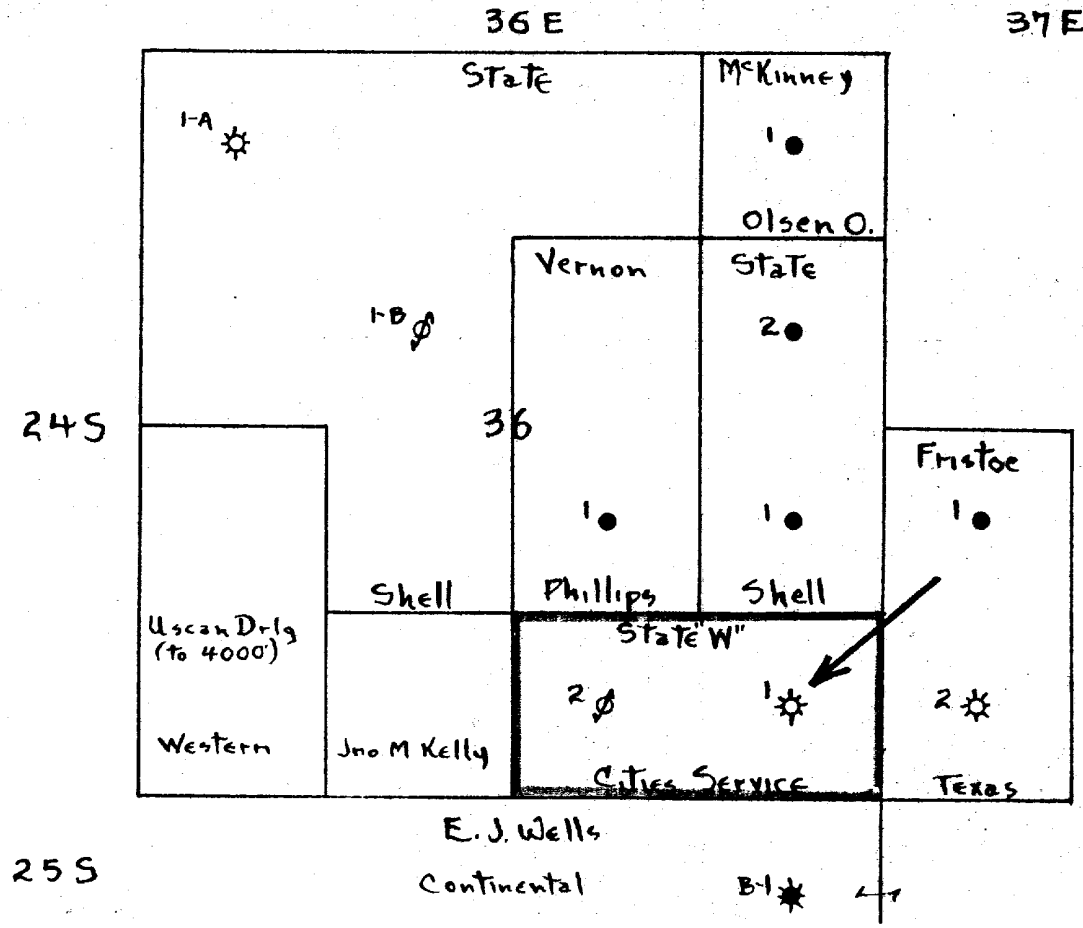 36 E
37 E
State
McKinney
1-A
1
Olsen O.
Vernon
State
1-B
2
24 S
36
Fristoe
1
1
1
Shell
Phillips
Shell
Uscan Drlg
(to 4000')
State "W"
2
1
2
Western
Jno M Kelly
Cities Service
Texas
E. J. Wells
25 S
Continental
B-1